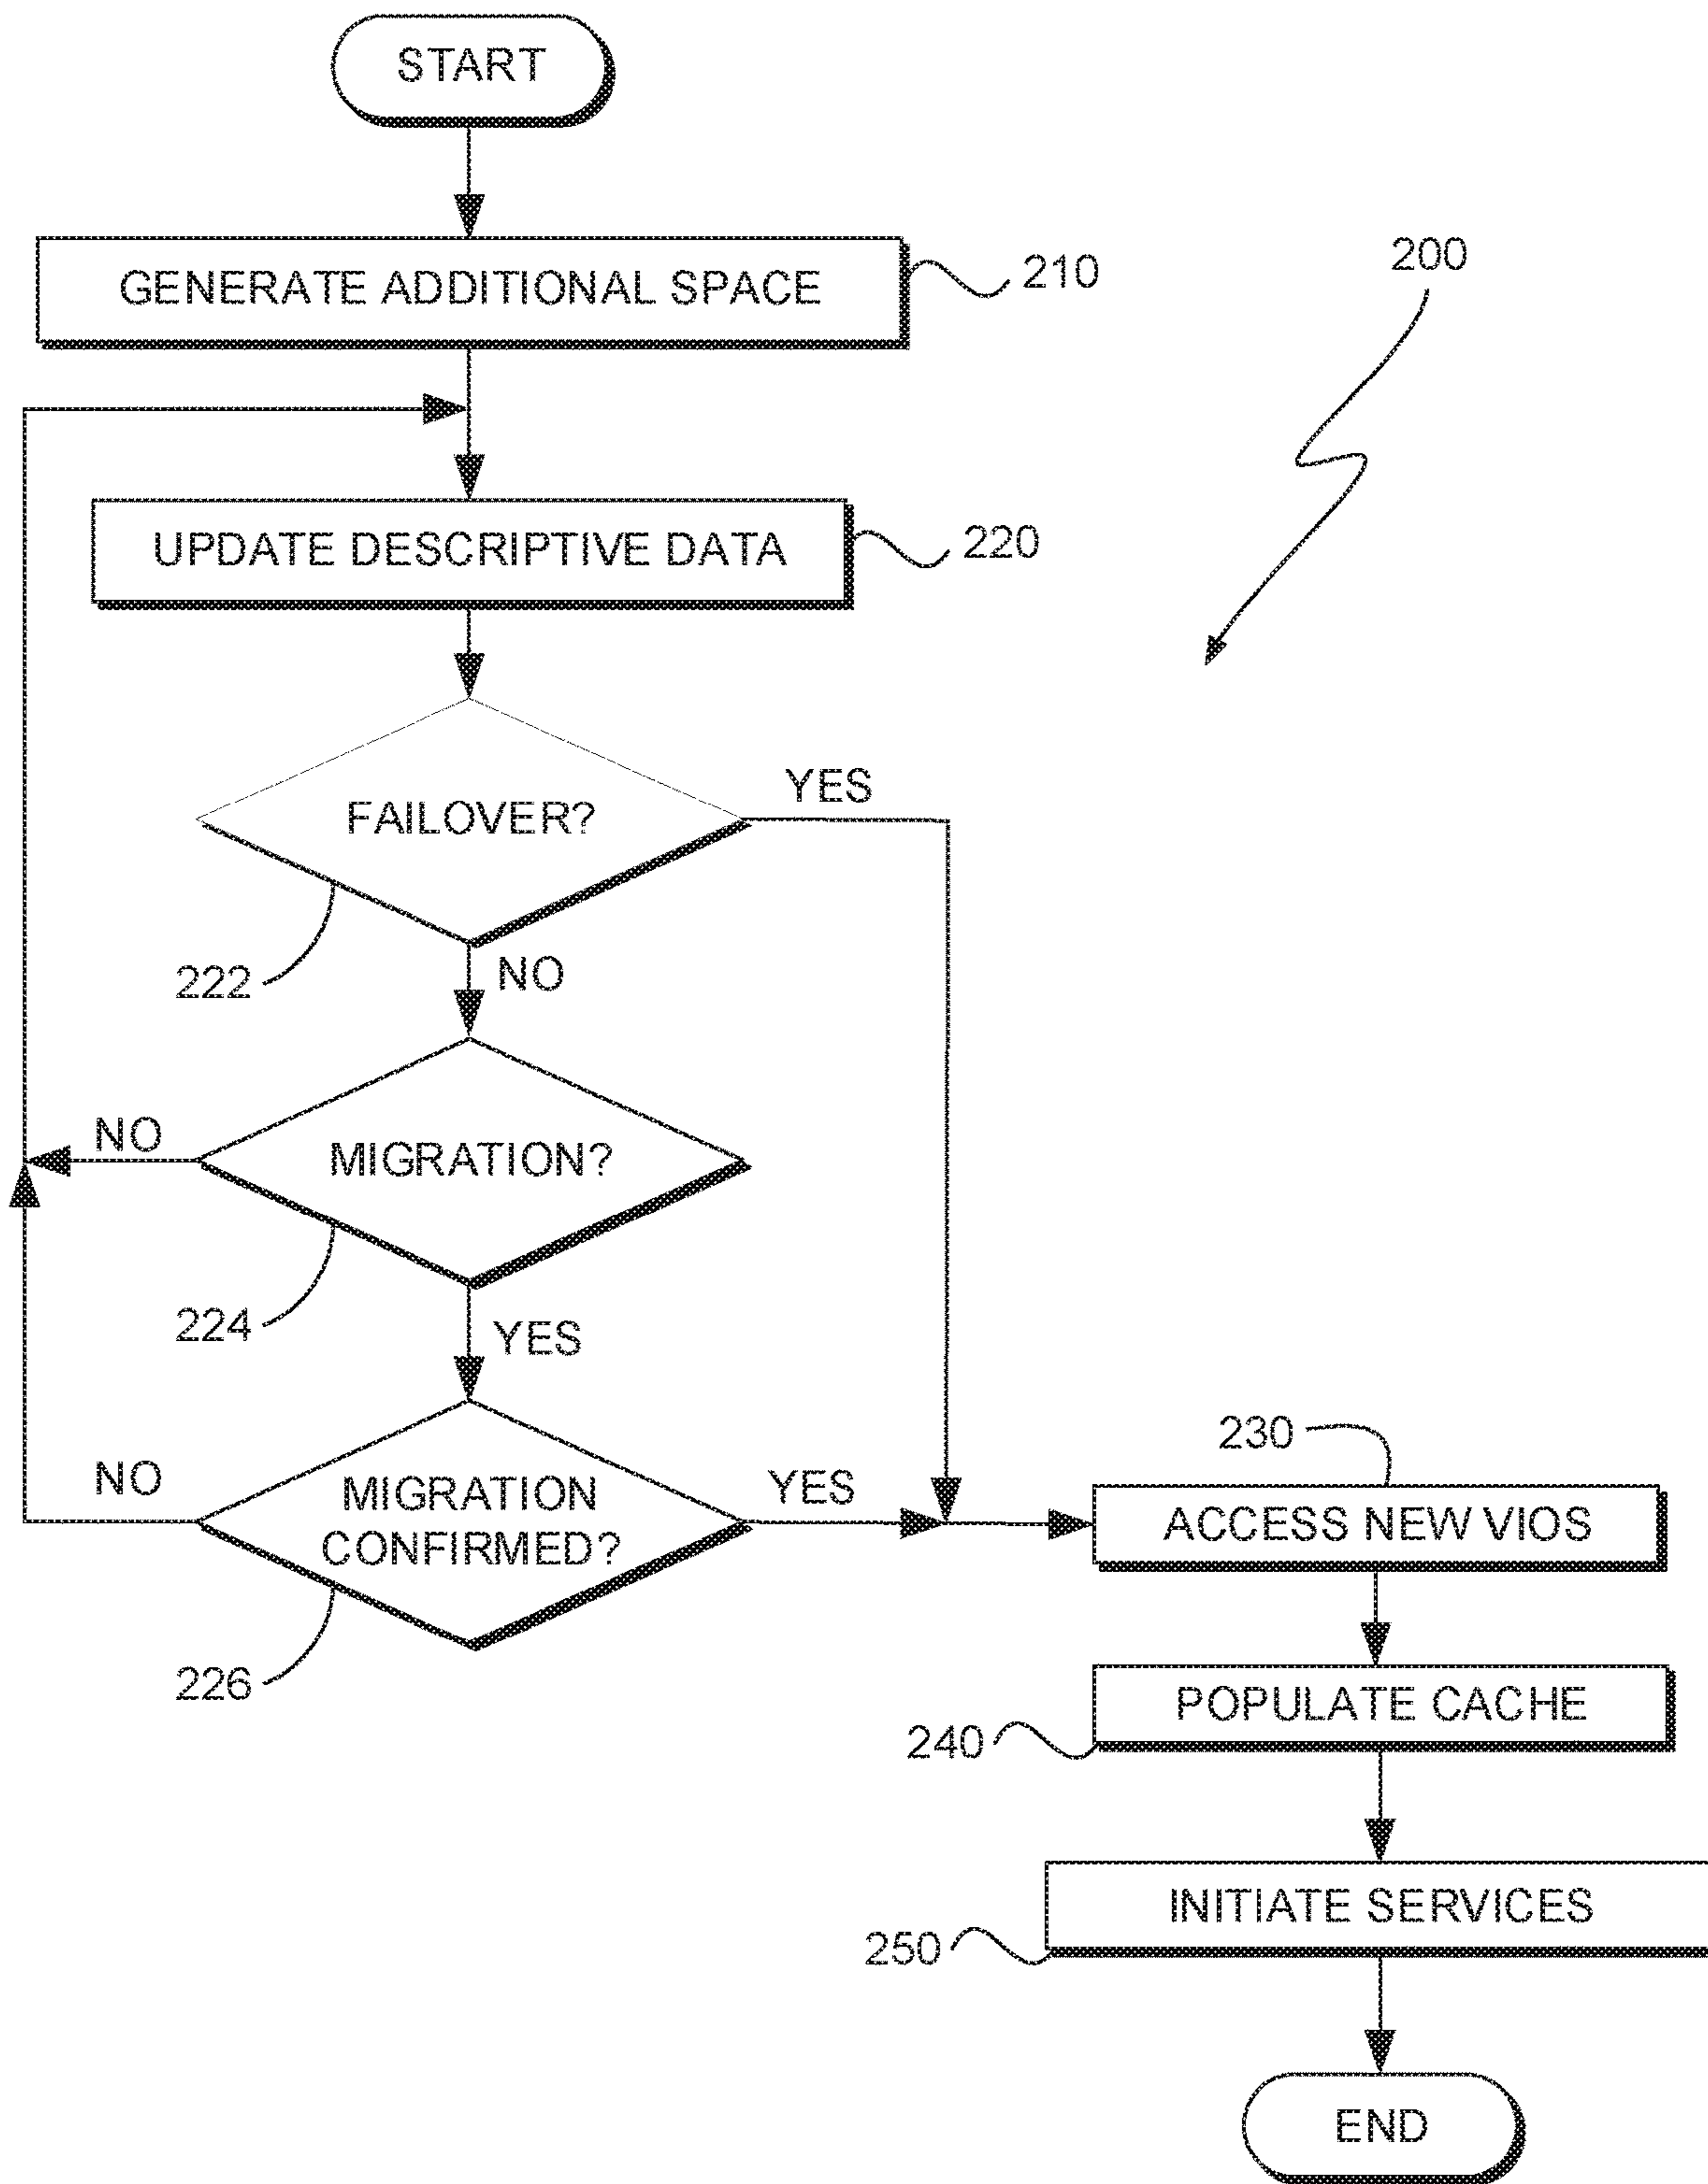 START
GENERATE ADDITIONAL SPACE
210
200
UPDATE DESCRIPTIVE DATA
220
FAILOVER?
YES
222
NO
MIGRATION?
NO
224
YES
MIGRATION
CONFIRMED?
NO
YES
226
230
ACCESS NEW VIOS
POPULATE CACHE
240
INITIATE SERVICES
250
END